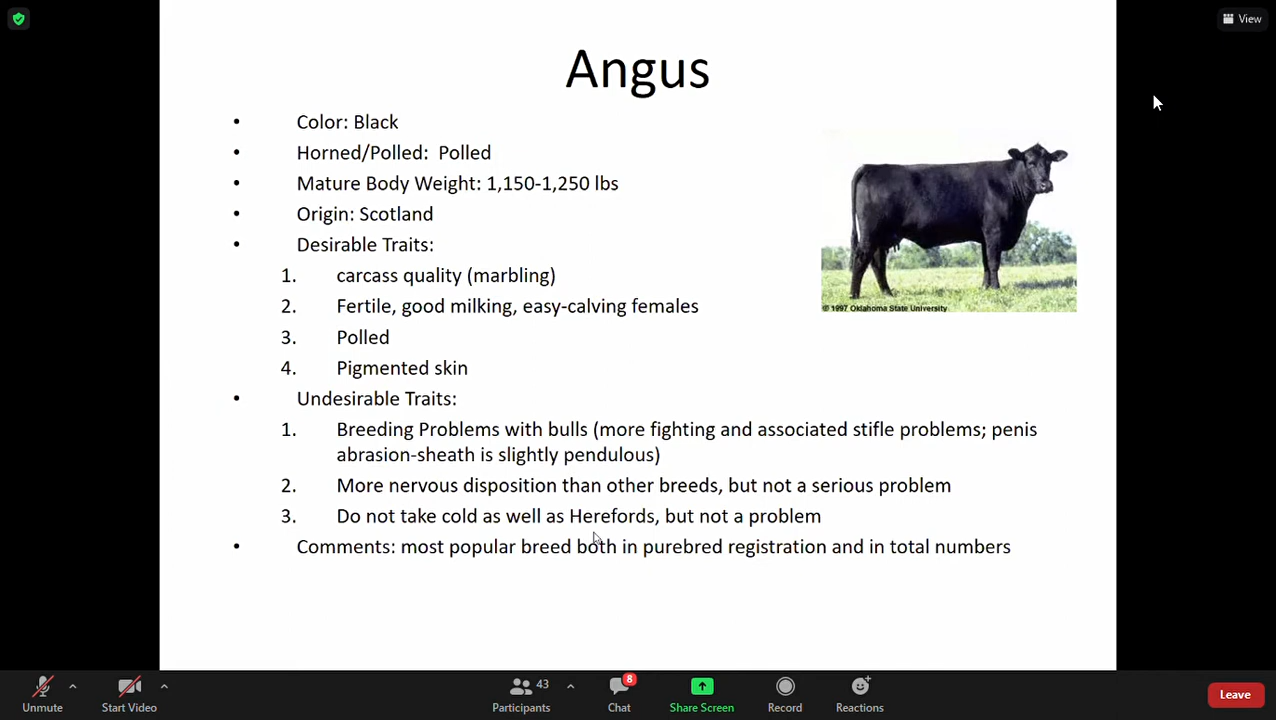 View
Angus
• Color: Black
• Horned/Polled: Polled
• Mature Body Weight: 1,150-1,250 lbs
• Origin: Scotland
• Desirable Traits:
1. carcass quality (marbling)
2. Fertile, good milking, easy-calving females
3. Polled
4. Pigmented skin
© 1997 Oklahoma State University
• Undesirable Traits:
1. Breeding Problems with bulls (more fighting and associated stifle problems; penis
abrasion-sheath is slightly pendulous)
2. More nervous disposition than other breeds, but not a serious problem
3. Do not take cold as well as Herefords, but not a problem
• Comments: most popular breed both in purebred registration and in total numbers
Unmute
Start Video
43
Participants
8
Chat
Share Screen
Record
Reactions
Leave